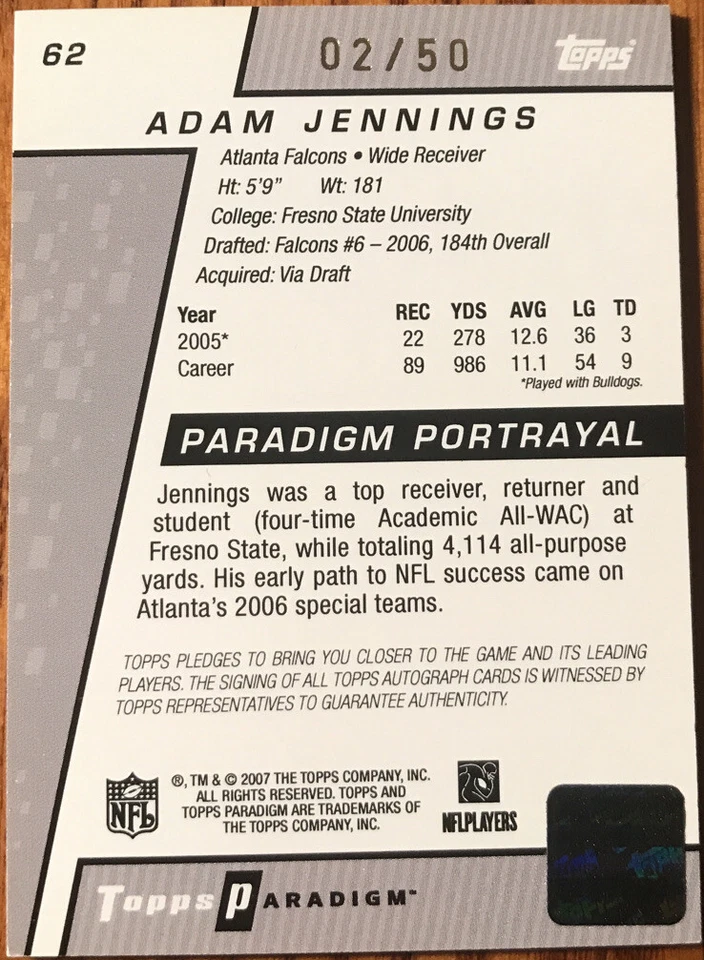 62
02/50
Topps
ADAM JENNINGS
Atlanta Falcons • Wide Receiver
Ht: 5'9" Wt: 181
College: Fresno State University
Drafted: Falcons #6 – 2006, 184th Overall
Acquired: Via Draft
Year REC YDS AVG LG TD
2005* 22 278 12.6 36 3
Career 89 986 11.1 54 9
*Played with Bulldogs.
PARADIGM PORTRAYAL
Jennings was a top receiver, returner and
student (four-time Academic All-WAC) at
Fresno State, while totaling 4,114 all-purpose
yards. His early path to NFL success came on
Atlanta's 2006 special teams.
TOPPS PLEDGES TO BRING YOU CLOSER TO THE GAME AND ITS LEADING
PLAYERS. THE SIGNING OF ALL TOPPS AUTOGRAPH CARDS IS WITNESSED BY
TOPPS REPRESENTATIVES TO GUARANTEE AUTHENTICITY.
NFL
®, TM & © 2007 THE TOPPS COMPANY, INC.
ALL RIGHTS RESERVED. TOPPS AND
TOPPS PARADIGM ARE TRADEMARKS OF
THE TOPPS COMPANY, INC.
NFLPLAYERS
Topps PARADIGM™